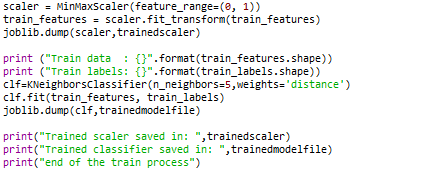 scaler = MinMaxScaler(feature_range=(0, 1))
train_features = scaler.fit_transform(train_features)
joblib.dump(scaler,trainedscaler)

print ("Train data  : {}".format(train_features.shape))
print ("Train labels: {}".format(train_labels.shape))
clf=KNeighborsClassifier(n_neighbors=5,weights='distance')
clf.fit(train_features, train_labels)
joblib.dump(clf,trainedmodelfile)

print("Trained scaler saved in: ",trainedscaler)
print("Trained classifier saved in: ",trainedmodelfile)
print("end of the train process")